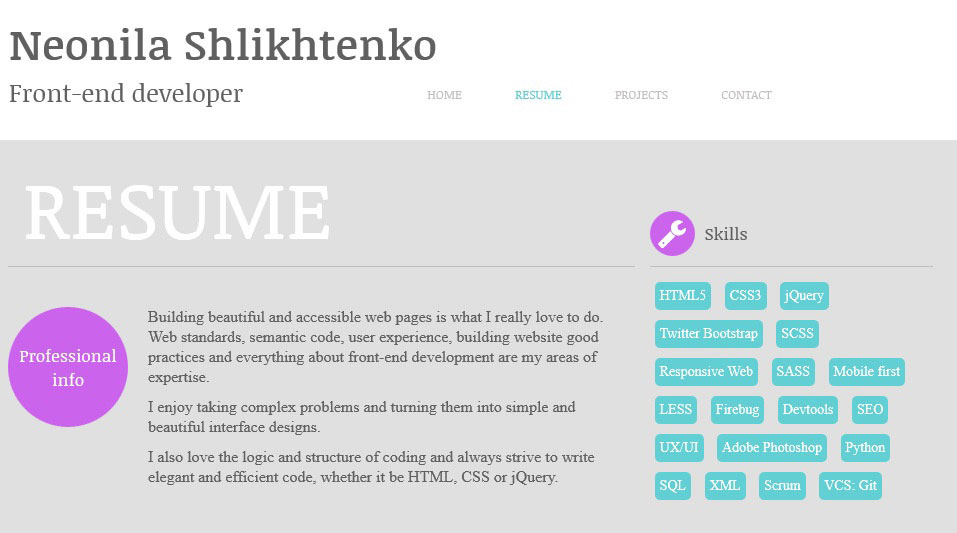 Neonila Shlikhtenko
Front-end developer
HOME RESUME PROJECTS CONTACT
RESUME
Professional
info
Building beautiful and accessible web pages is what I really love to do.
Web standards, semantic code, user experience, building website good
practices and everything about front-end development are my areas of
expertise.
I enjoy taking complex problems and turning them into simple and
beautiful interface designs.
I also love the logic and structure of coding and always strive to write
elegant and efficient code, whether it be HTML, CSS or jQuery.
Skills
HTML5 CSS3 jQuery
Twitter Bootstrap SCSS
Responsive Web SASS Mobile first
LESS Firebug Devtools SEO
UX/UI Adobe Photoshop Python
SQL XML Scrum VCS: Git